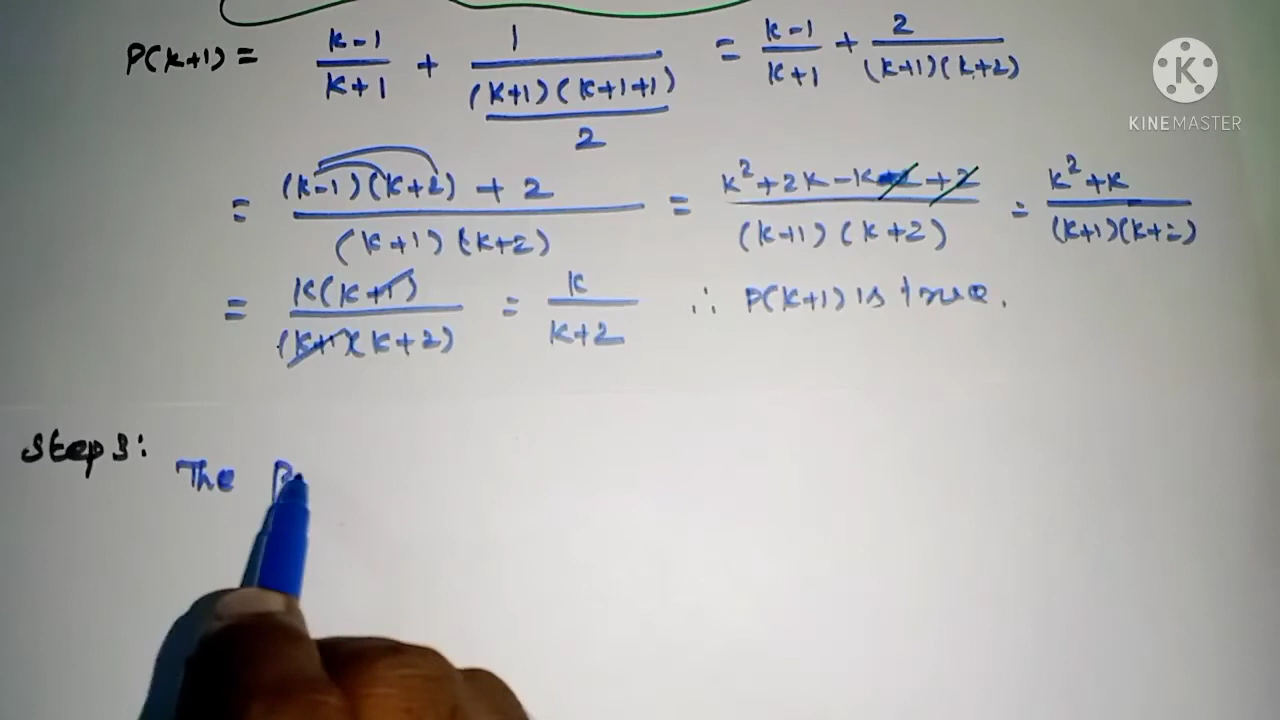 P(k+1) = k-1/k+1 + 1/((k+1)(k+1+1)/2) = k-1/k+1 + 2/(k+1)(k+2)
K
KINEMASTER
= (k-1)(k+2) + 2/(k+1)(k+2) = k²+2k-k-2+2/(k+1)(k+2) = k²+k/(k+1)(k+2)
= k(k+1)/(k+1)(k+2) = k/k+2 ∴ P(k+1) is true.
Step 3:
The